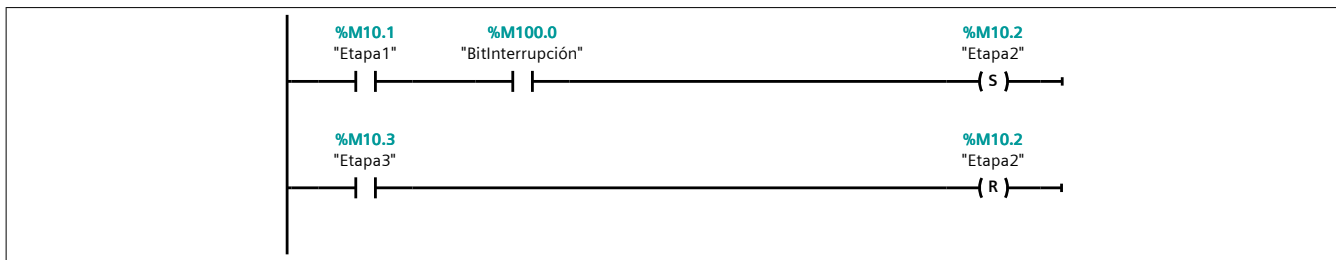 %M10.1 %M100.0 %M10.2
"Etapa1" "BitInterrupción" "Etapa2"
S
%M10.3 %M10.2
"Etapa3" "Etapa2"
R